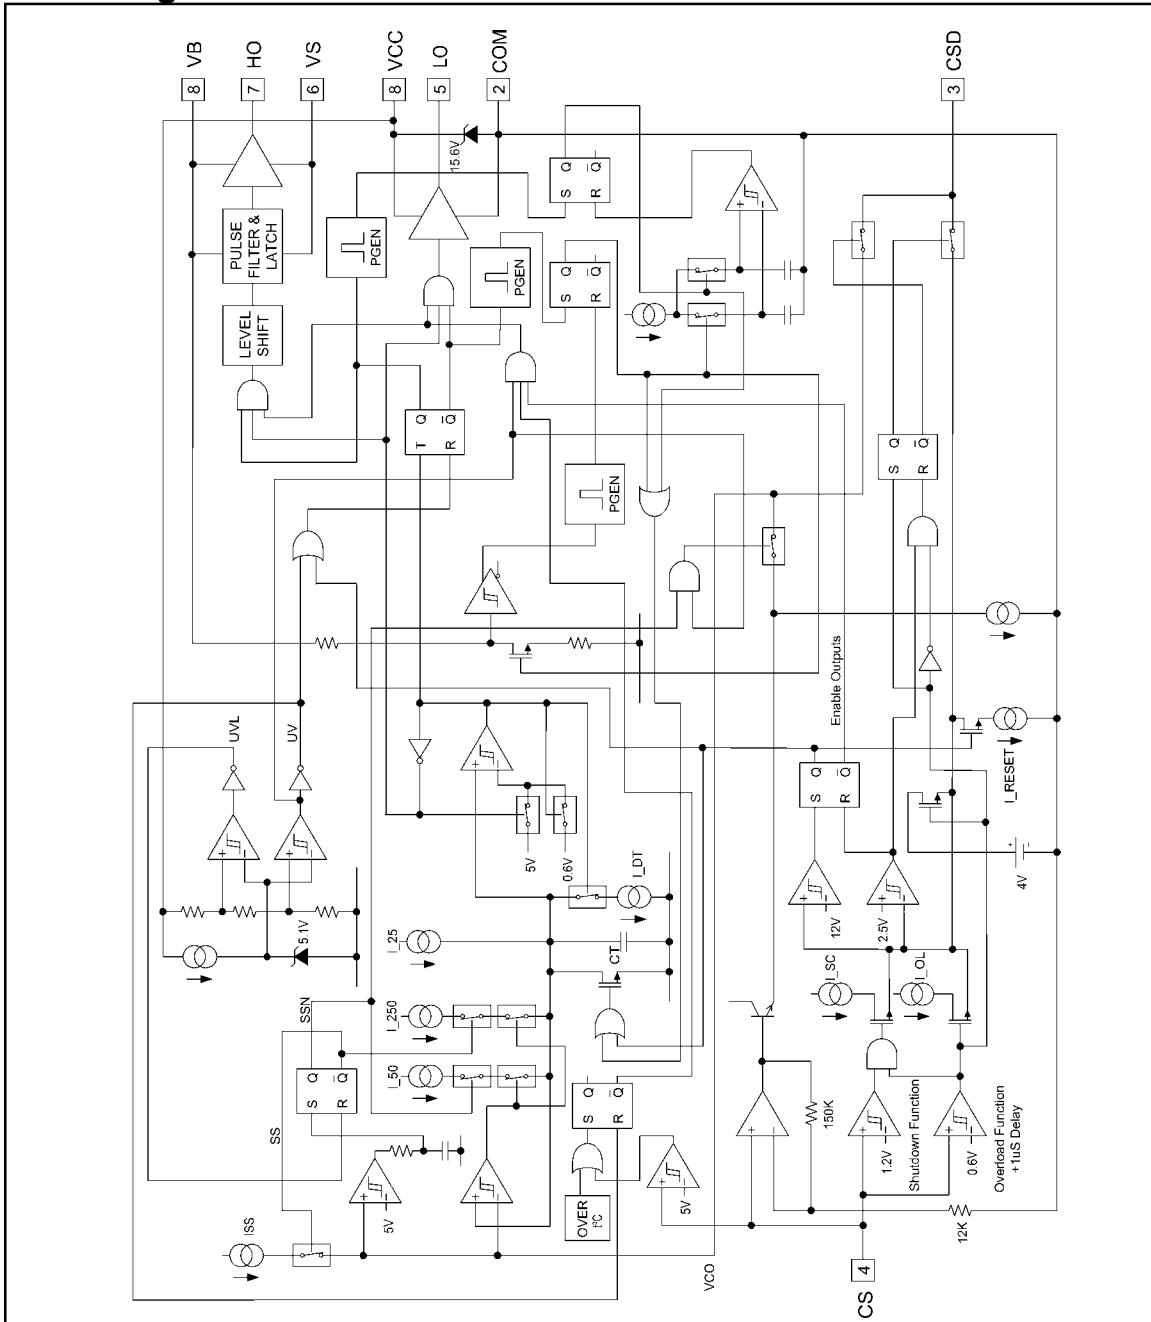 VB
HO
VS
VCC
LO
COM
CSD
8
7
6
8
5
2
3
PULSE
FILTER &
LATCH
LEVEL
SHIFT
PGEN
15.6V
PGEN
S Q
R Q
S Q
R Q
T Q
R Q
PGEN
S Q
R Q
UVL
UV
Enable Outputs
5V
0.6V
I_DT
S Q
R Q
I_RESET
5.1V
I_25
CT
12V
2.5V
4V
I_SC
I_OL
SSN
I_250
I_50
S Q
R Q
SS
S Q
R Q
150K
1.2V
Shutdown Function
0.6V
Overload Function
+1uS Delay
5V
OVER
tºC
5V
12K
ISS
VCO
4
CS